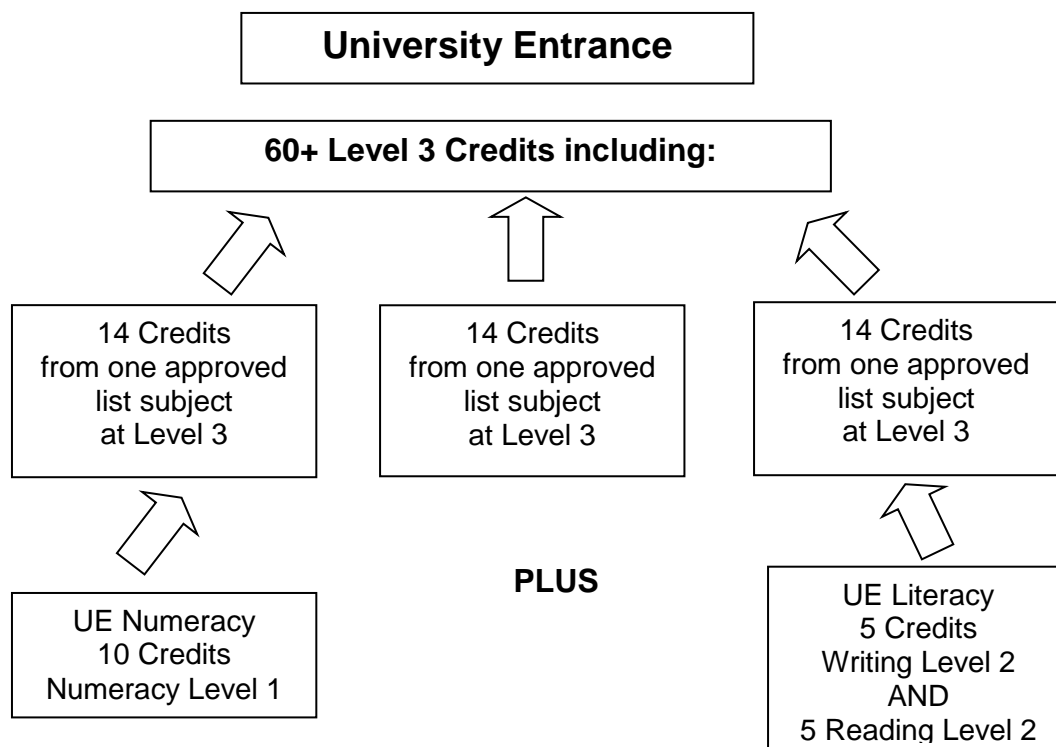 University Entrance
60+ Level 3 Credits including:
14 Credits
from one approved
list subject
at Level 3
14 Credits
from one approved
list subject
at Level 3
14 Credits
from one approved
list subject
at Level 3
UE Numeracy
10 Credits
Numeracy Level 1
PLUS
UE Literacy
5 Credits
Writing Level 2
AND
5 Reading Level 2